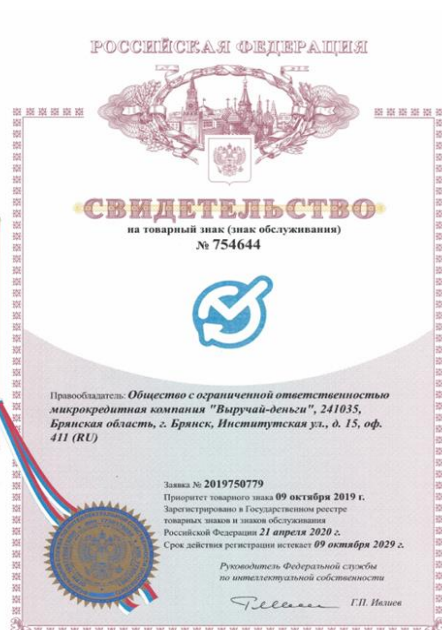 РОССИЙСКАЯ ФЕДЕРАЦИЯ
СВИДЕТЕЛЬСТВО
на товарный знак (знак обслуживания)
№ 754644
Правообладатель: Общество с ограниченной ответственностью
микрокредитная компания "Выручай-деньги", 241035,
Брянская область, г. Брянск, Институтская ул., д. 15, оф.
411 (RU)
Заявка № 2019750779
Приоритет товарного знака 09 октября 2019 г.
Зарегистрировано в Государственном реестре
товарных знаков и знаков обслуживания
Российской Федерации 21 апреля 2020 г.
Срок действия регистрации истекает 09 октября 2029 г.
Руководитель Федеральной службы
по интеллектуальной собственности
Г.П. Ивлиев